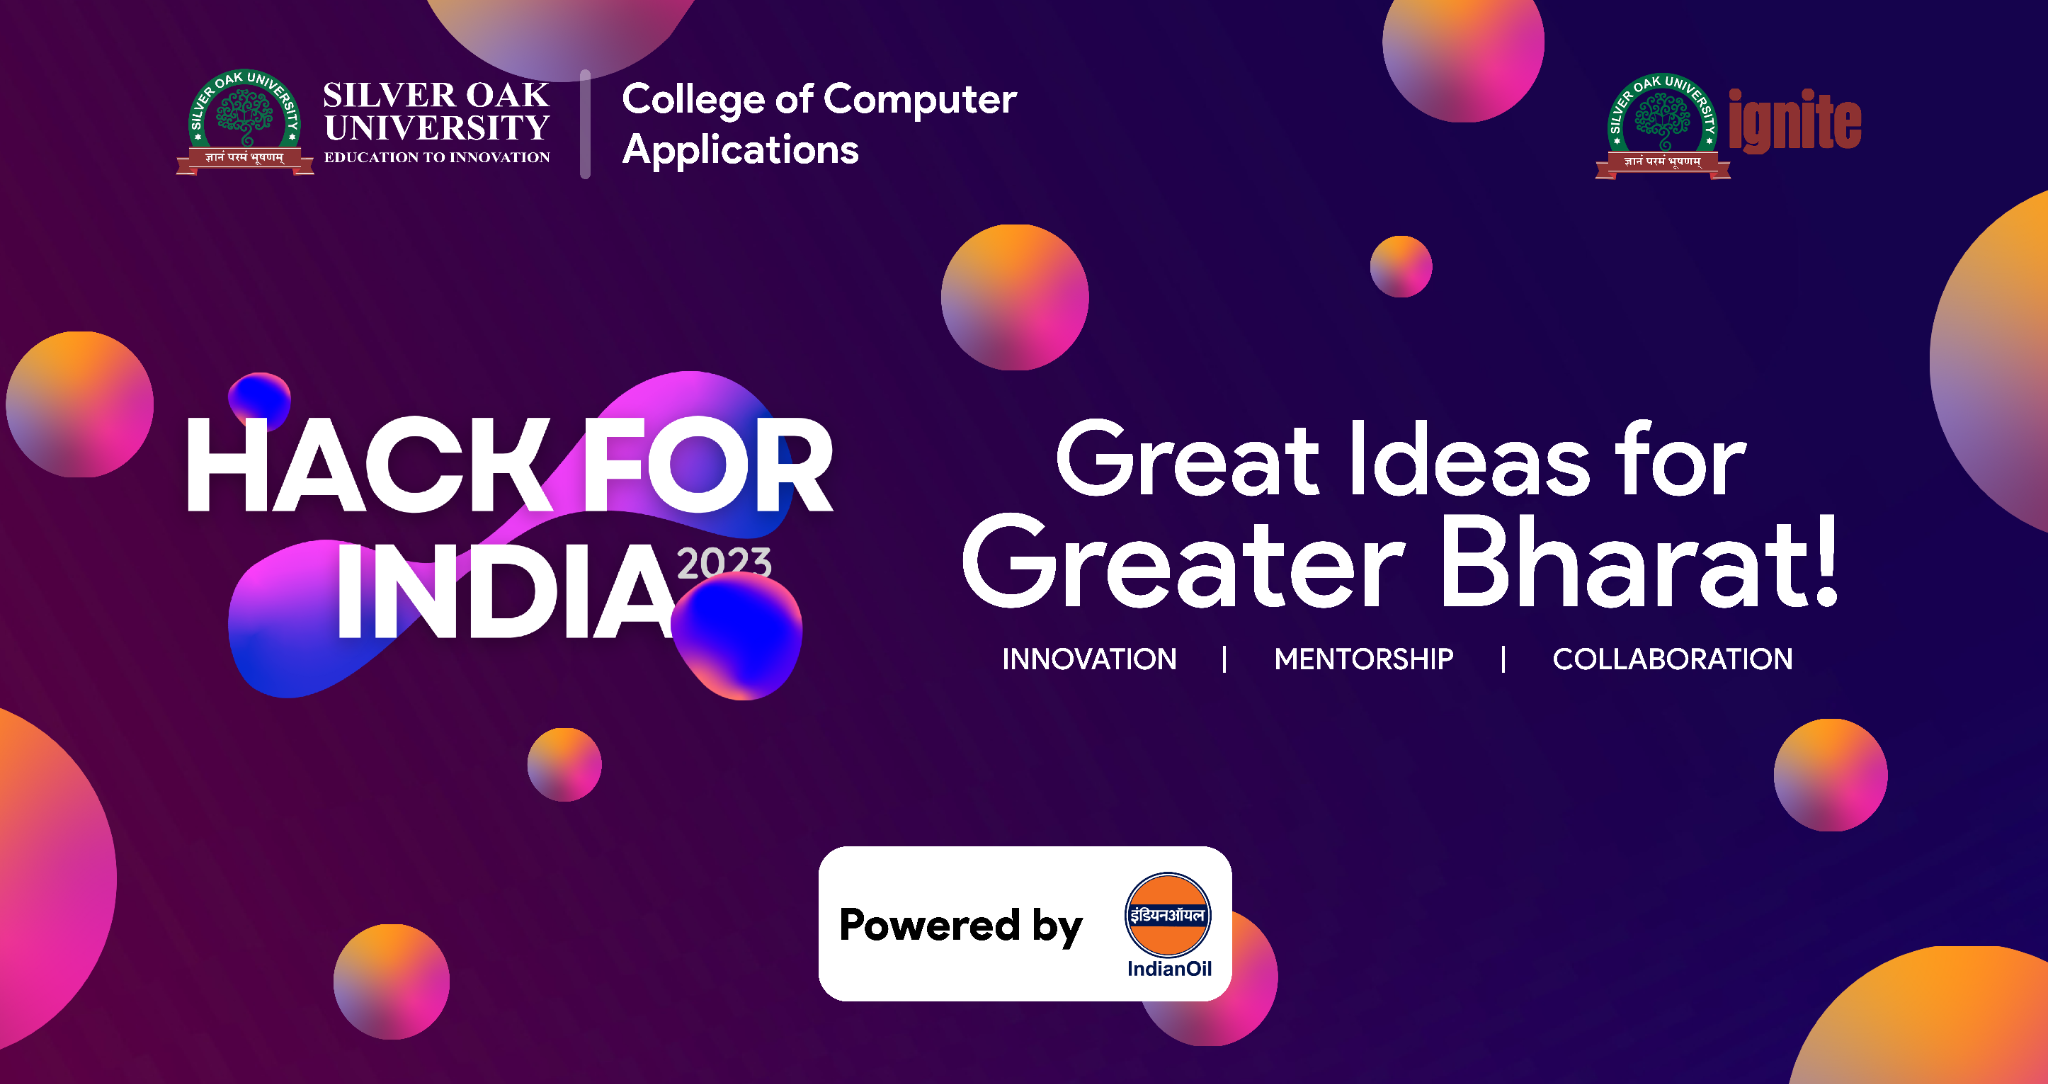 SILVER OAK UNIVERSITY
ज्ञानं परमं भूषणम्
SILVER OAK
UNIVERSITY
EDUCATION TO INNOVATION
College of Computer
Applications
SILVER OAK UNIVERSITY
ज्ञानं परमं भूषणम्
ignite
HACK FOR
INDIA 2023
Great Ideas for
Greater Bharat!
INNOVATION | MENTORSHIP | COLLABORATION
Powered by
इंडियनऑयल
IndianOil